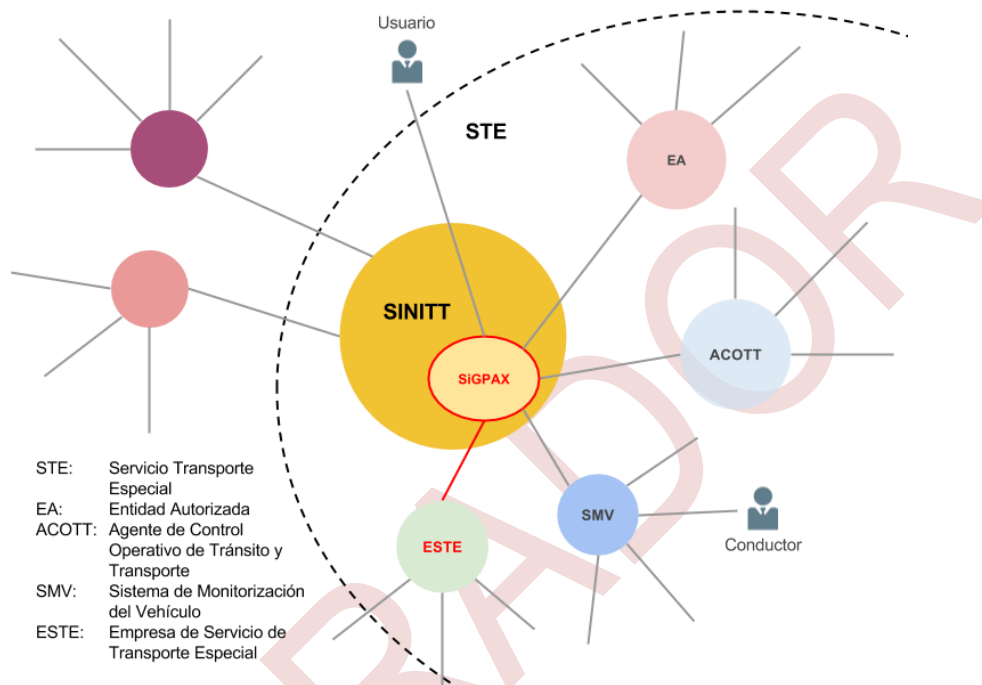 Usuario
STE
EA
SINITT
ACOTT
SiGPAX
SMV
Conductor
ESTE
STE: Servicio Transporte
Especial
EA: Entidad Autorizada
ACOTT: Agente de Control
Operativo de Tránsito y
Transporte
SMV: Sistema de Monitorización
del Vehículo
ESTE: Empresa de Servicio de
Transporte Especial
RADOR